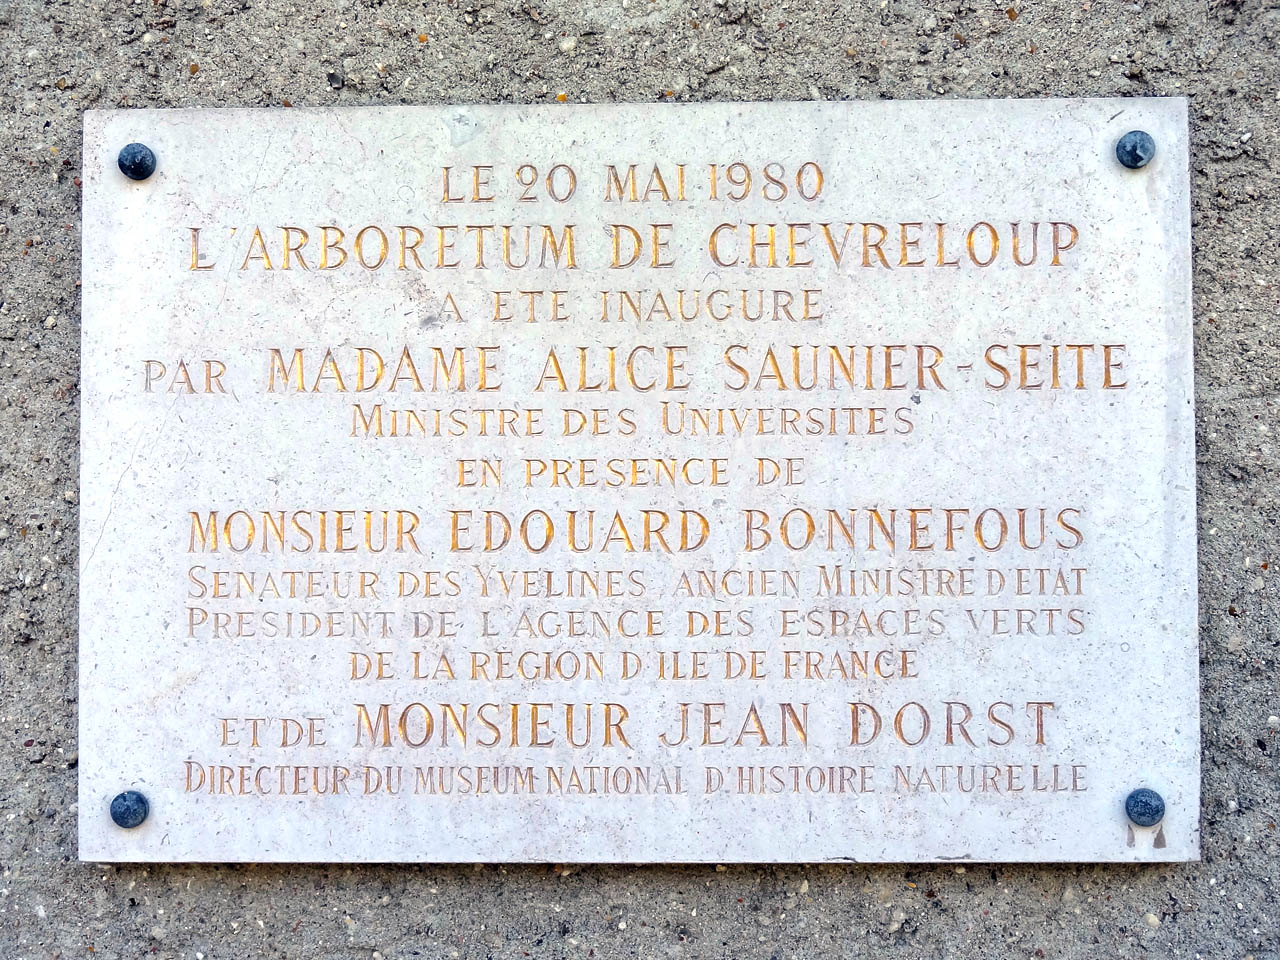 LE 20 MAI 1980
L'ARBORETUM DE CHEVRELOUP
A ETE INAUGURE
PAR MADAME ALICE SAUNIER-SEITE
MINISTRE DES UNIVERSITES
EN PRESENCE DE
MONSIEUR EDOUARD BONNEFOUS
SENATEUR DES YVELINES, ANCIEN MINISTRE D'ETAT
PRESIDENT DE L'AGENCE DES ESPACES VERTS
DE LA RÉGION D'ILE DE FRANCE
ET DE MONSIEUR JEAN DORST
DIRECTEUR DU MUSEUM NATIONAL D'HISTOIRE NATURELLE